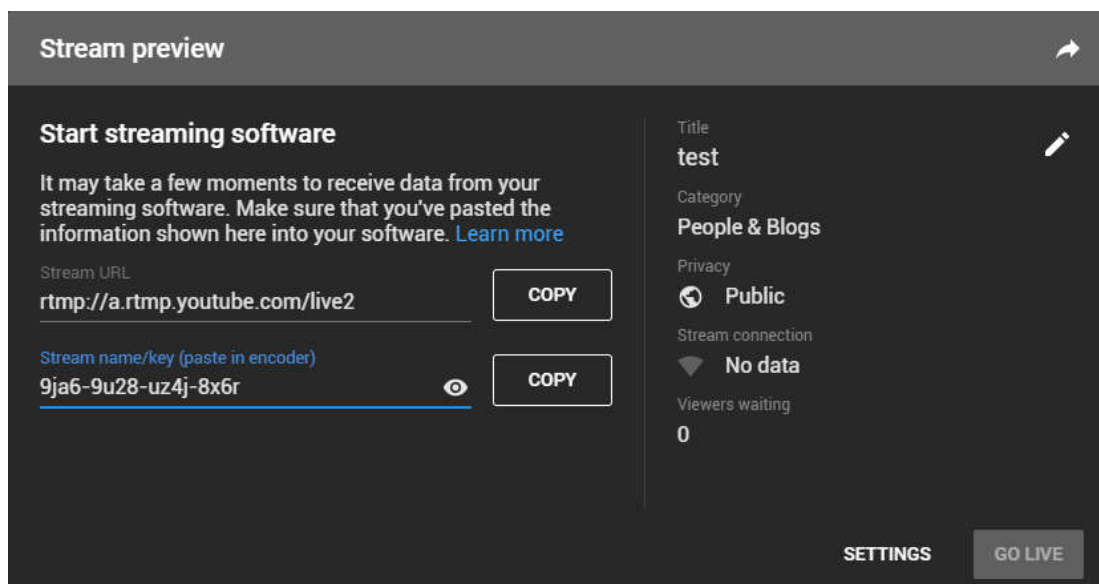 Stream preview
Start streaming software
It may take a few moments to receive data from your
streaming software. Make sure that you've pasted the
information shown here into your software. Learn more
Stream URL
rtmp://a.rtmp.youtube.com/live2
COPY
Stream name/key (paste in encoder)
9ja6-9u28-uz4j-8x6r
COPY
Title
test
Category
People & Blogs
Privacy
Public
Stream connection
No data
Viewers waiting
0
SETTINGS
GO LIVE